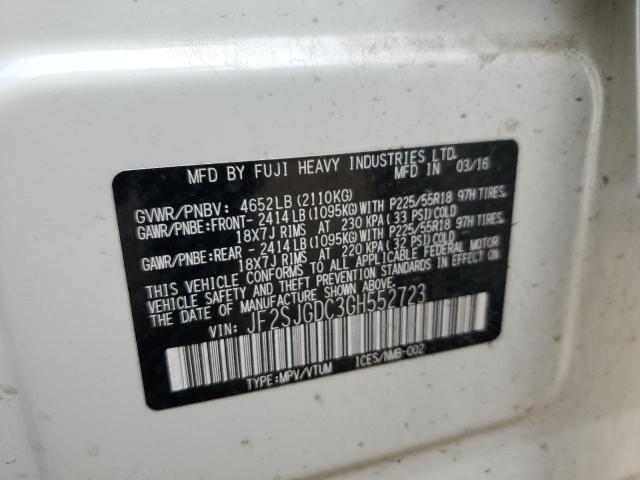 MFD BY FUJI HEAVY INDUSTRIES LTD.
MFD IN 03/16
GVWR/PNBV: 4652LB(2110KG)
GAWR/PNBE:FRONT- 2414LB(1095KG)WITH P225/55R18 97H TIRES.
18X7J RIMS AT 230 KPA(33 PSI)COLD
GAWR/PNBE:REAR - 2414LB(1095KG)WITH P225/55R18 97H TIRES.
18X7J RIMS AT 220 KPA(32 PSI)COLD
THIS VEHICLE CONFORMS TO ALL APPLICABLE FEDERAL MOTOR
VEHICLE SAFETY AND THEFT PREVENTION STANDARDS IN EFFECT ON
THE DATE OF MANUFACTURE SHOWN ABOVE.
VIN: JF2SJGDC3GH552723
TYPE:MPV/VTUM ICES/NMB-002